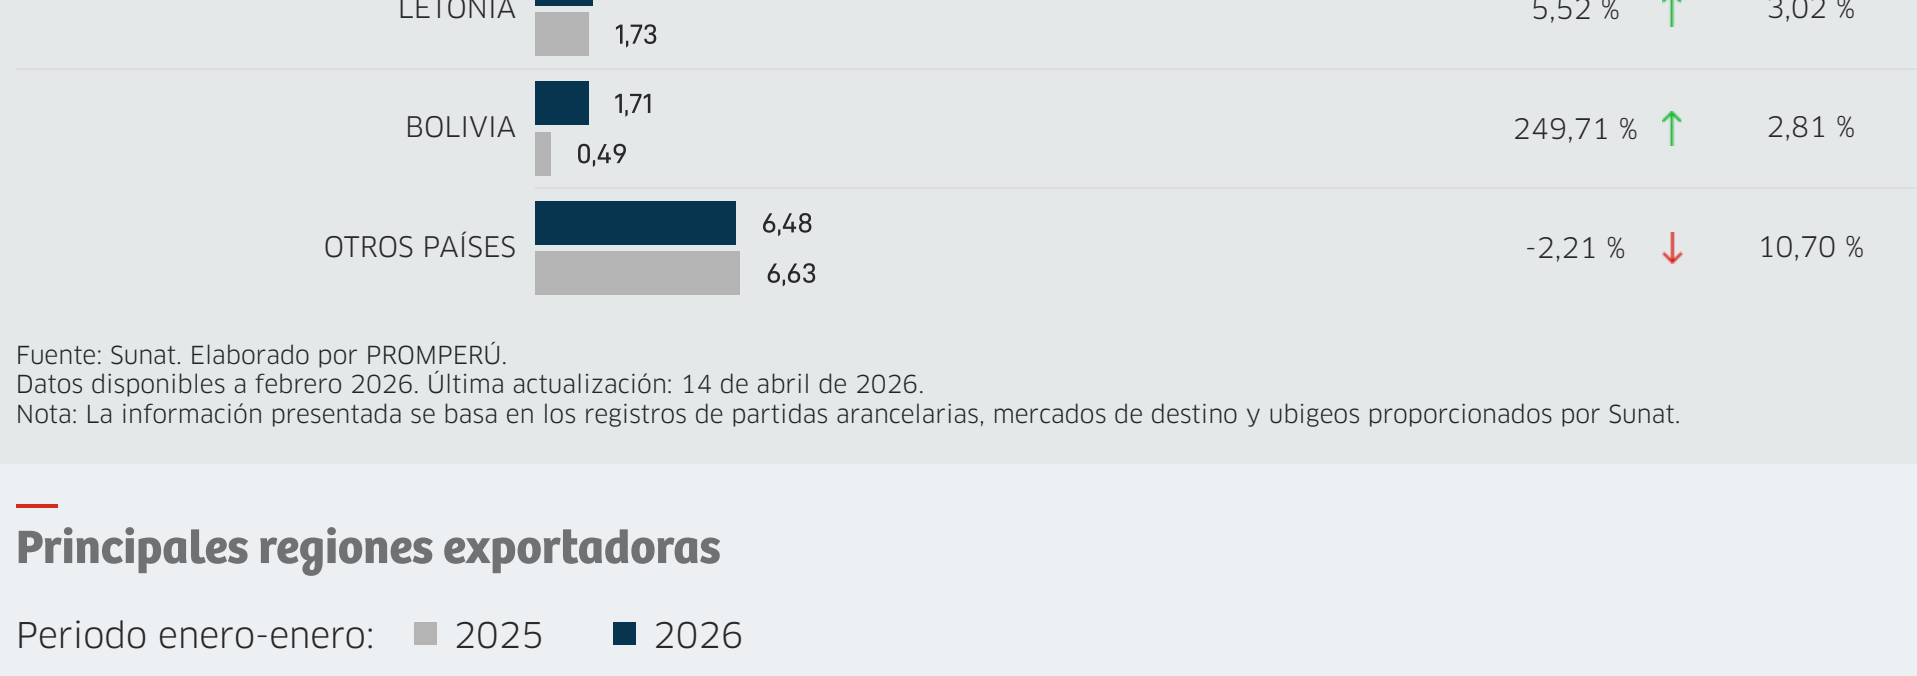 LETONIA
5,52 %
3,02 %
1,73
BOLIVIA
1,71
0,49
249,71 %
2,81 %
OTROS PAÍSES
6,48
6,63
-2,21 %
10,70 %
Fuente: Sunat. Elaborado por PROMPERÚ.
Datos disponibles a febrero 2026. Última actualización: 14 de abril de 2026.
Nota: La información presentada se basa en los registros de partidas arancelarias, mercados de destino y ubigeos proporcionados por Sunat.
Principales regiones exportadoras
Periodo enero-enero: 2025 2026